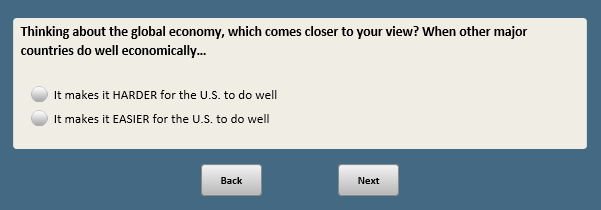 Thinking about the global economy, which comes closer to your view? When other major
countries do well economically…
It makes it HARDER for the U.S. to do well
It makes it EASIER for the U.S. to do well
Back
Next